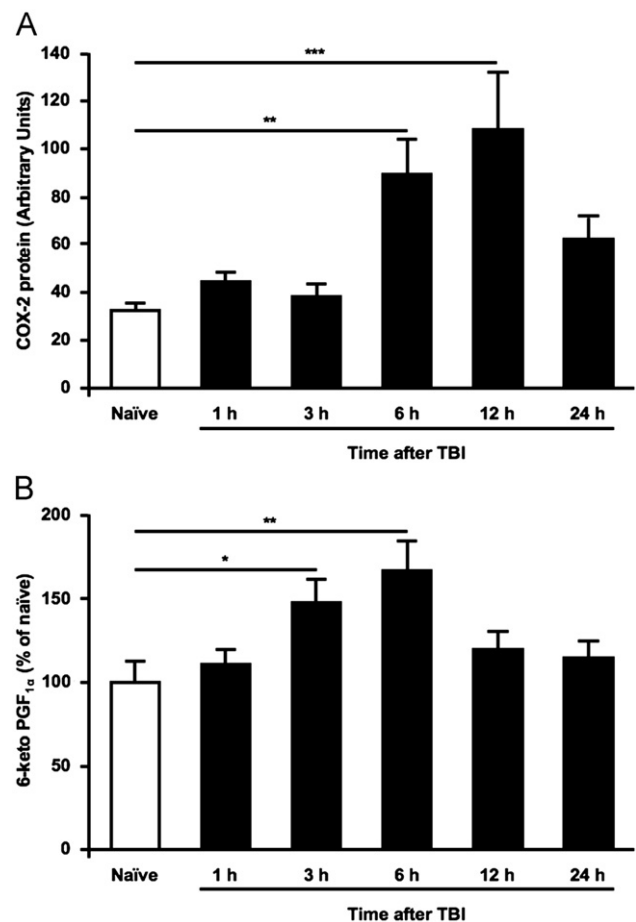 A
***
**
140
120
100
80
60
40
20
0
COX-2 protein (Arbitrary Units)
Naïve 1 h 3 h 6 h 12 h 24 h
Time after TBI
B
**
*
200
150
100
50
0
6-keto PGF1α (% of naïve)
Naïve 1 h 3 h 6 h 12 h 24 h
Time after TBI